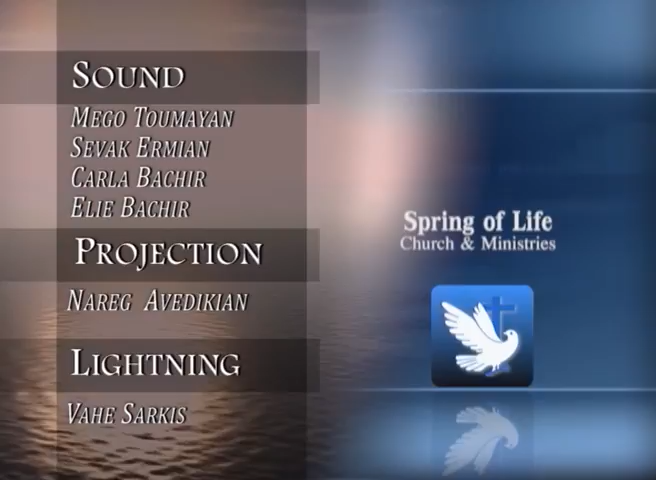 SOUND
MEGO TOUMAYAN
SEVAK ERMIAN
CARLA BACHIR
ELIE BACHIR
PROJECTION
NAREG AVEDIKIAN
LIGHTNING
VAHE SARKIS
Spring of Life
Church & Ministries